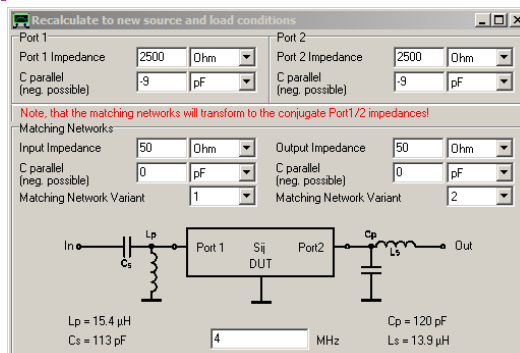 Recalculate to new source and load conditions
Port 1
Port 2
Port 1 Impedance 2500 Ohm
Port 2 Impedance 2500 Ohm
C parallel (neg. possible) -9 pF
C parallel (neg. possible) -9 pF
Note, that the matching networks will transform to the conjugate Port1/2 impedances!
Matching Networks
Input Impedance 50 Ohm
Output Impedance 50 Ohm
C parallel (neg. possible) 0 pF
C parallel (neg. possible) 0 pF
Matching Network Variant 1
Matching Network Variant 2
In Cs Lp Port 1 Sij DUT Port2 Cp Ls Out
Lp = 15.4 µH
Cp = 120 pF
Cs = 113 pF
4 MHz
Ls = 13.9 µH